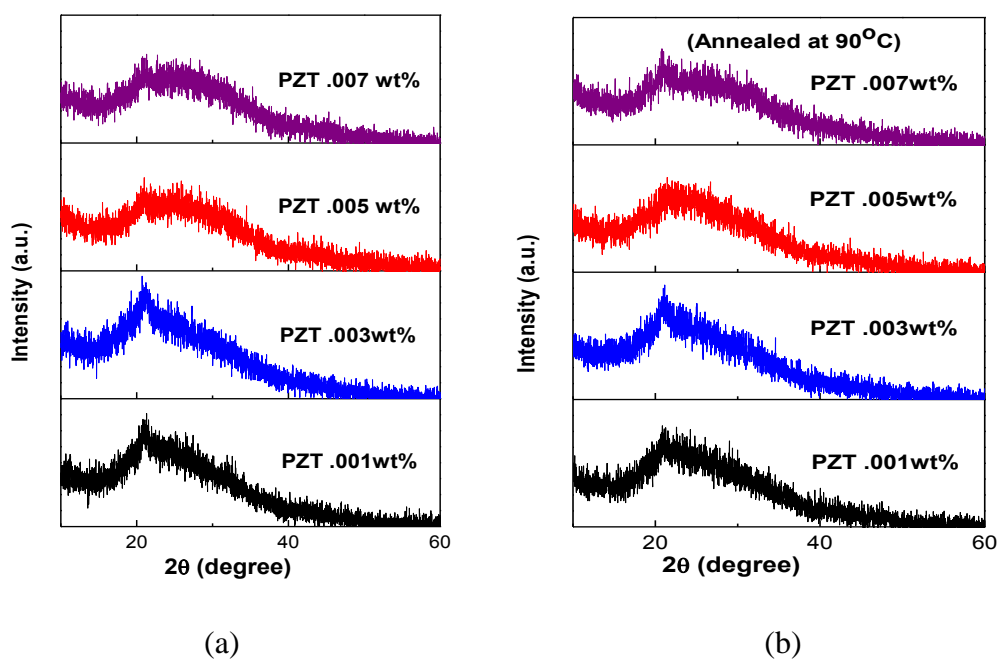 Intensity (a.u.)
PZT .007 wt%
PZT .005 wt%
PZT .003wt%
PZT .001wt%
20
40
60
2θ (degree)
(a)
Intensity (a.u.)
(Annealed at 90°C)
PZT .007wt%
PZT .005wt%
PZT .003wt%
PZT .001wt%
20
40
60
2θ (degree)
(b)